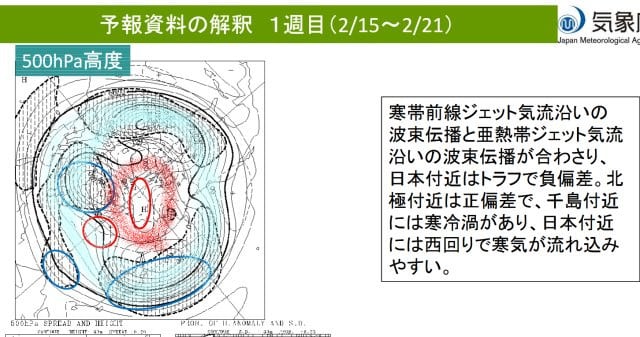 予報資料の解釈 1週目(2/15～2/21)
気象
Japan Meteorological Ag
500hPa高度
H
寒帯前線ジェット気流沿いの
波束伝播と亜熱帯ジェット気流
沿いの波束伝播が合わさり、
日本付近はトラフで負偏差。北
極付近は正偏差で、千島付近
には寒冷渦があり、日本付近
には西回りで寒気が流れ込み
やすい。
500hPa SPREAD AND HEIGHT